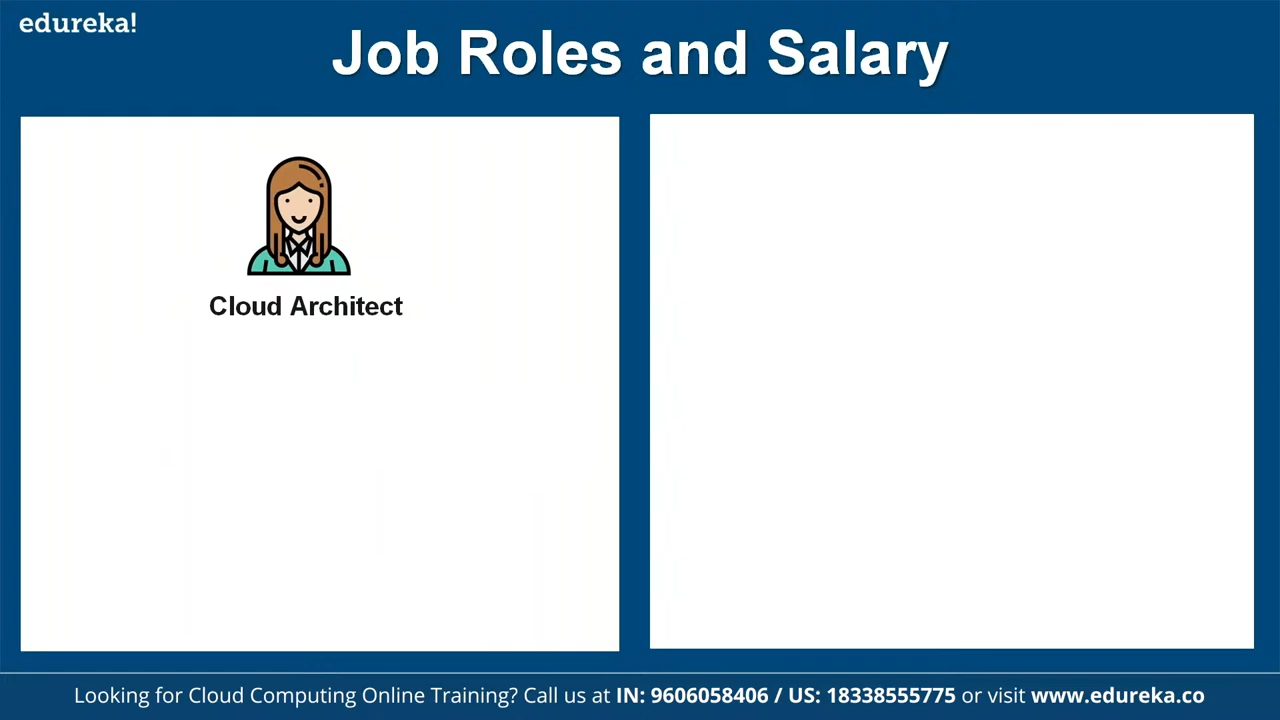 edureka!
Job Roles and Salary
Cloud Architect
Looking for Cloud Computing Online Training? Call us at IN: 9606058406 / US: 18338555775 or visit www.edureka.co